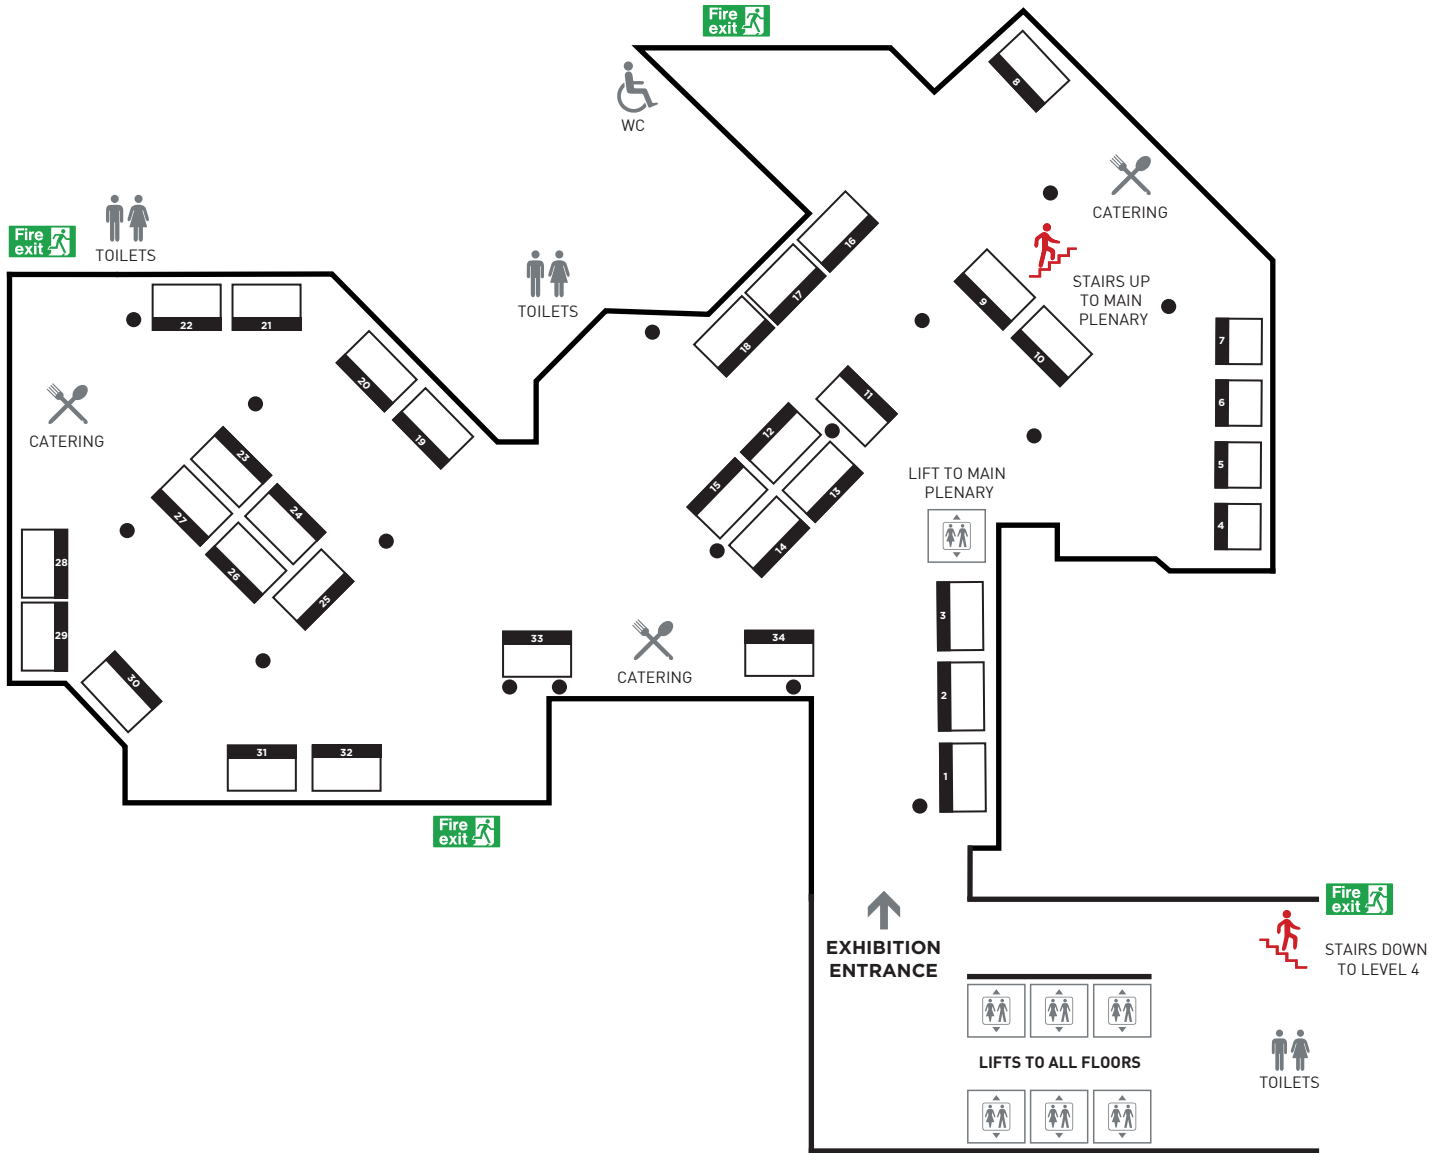 Fire
exit
8
WC
CATERING
Fire
exit
TOILETS
16
TOILETS
STAIRS UP
TO MAIN
PLENARY
17
9
22
21
18
10
7
20
11
6
CATERING
19
12
23
LIFT TO MAIN
PLENARY
5
15
13
24
27
4
14
28
26
25
3
29
33
34
CATERING
30
2
31
32
1
Fire
exit
Fire
exit
EXHIBITION
ENTRANCE
STAIRS DOWN
TO LEVEL 4
LIFTS TO ALL FLOORS
TOILETS